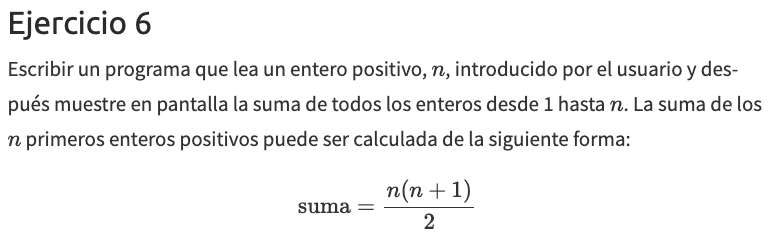 Ejercicio 6
Escribir un programa que lea un entero positivo, n, introducido por el usuario y des-
pués muestre en pantalla la suma de todos los enteros desde 1 hasta n. La suma de los
n primeros enteros positivos puede ser calculada de la siguiente forma:
suma = n(n + 1) / 2